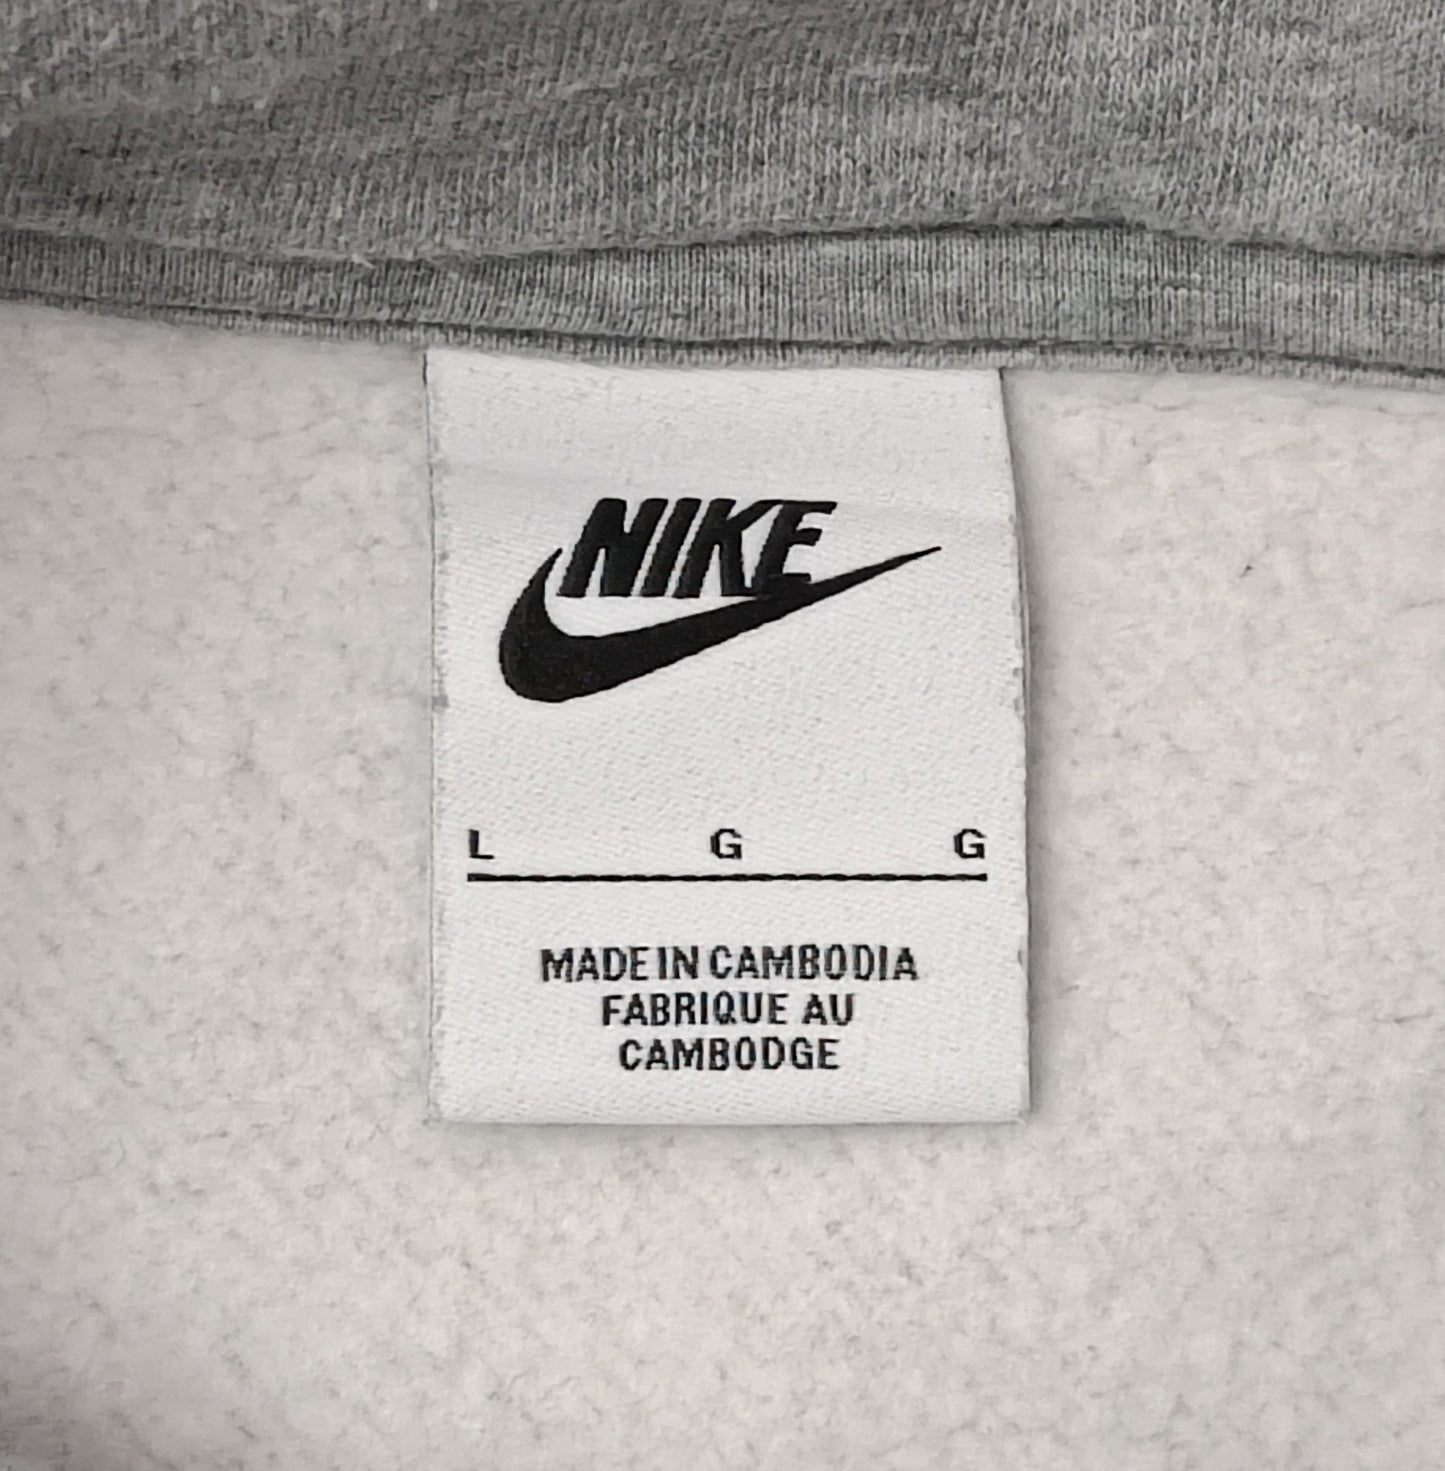 NIKE
L G G
MADE IN CAMBODIA
FABRIQUE AU
CAMBODGE